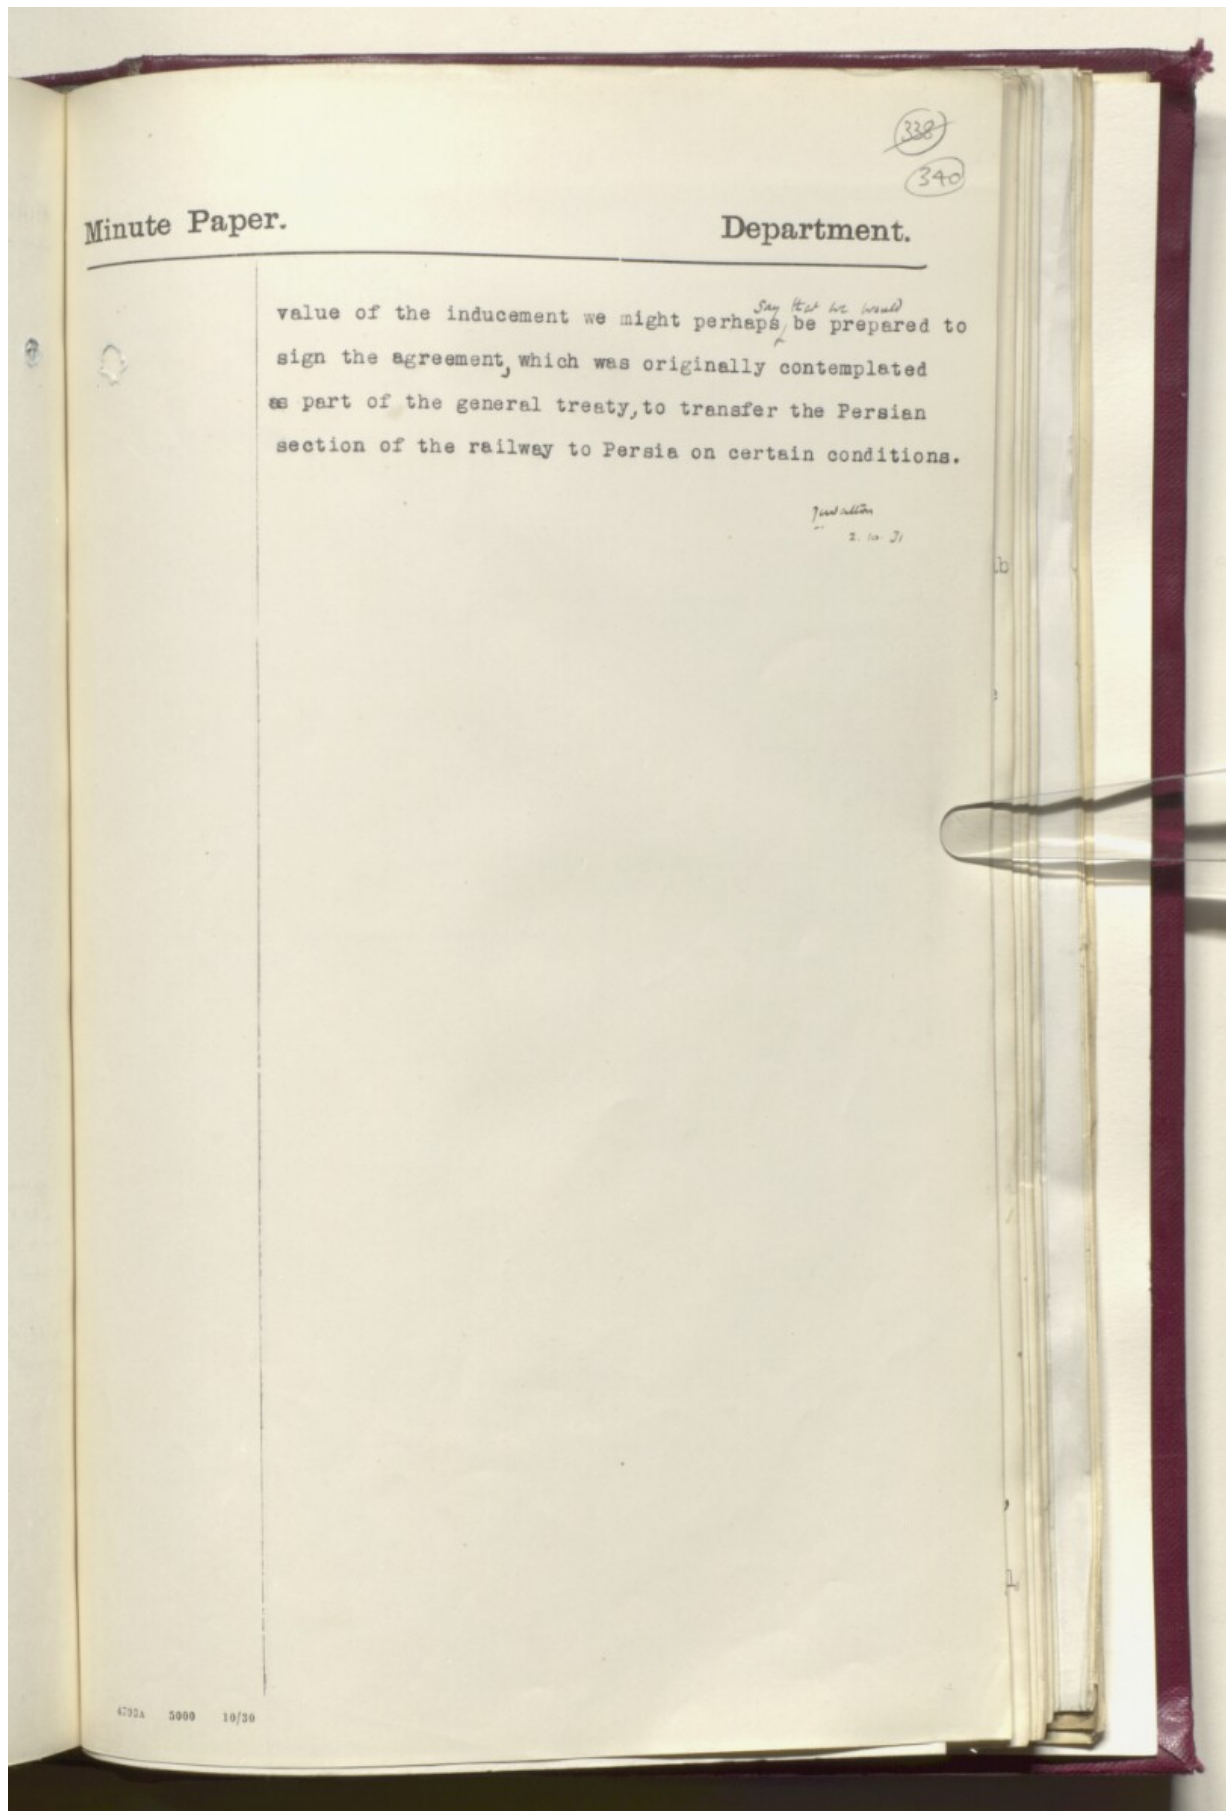 338
340
Minute Paper. Department.
say that we would
value of the inducement we might perhaps, be prepared to
sign the agreement, which was originally contemplated
as part of the general treaty, to transfer the Persian
section of the railway to Persia on certain conditions.
2. 10. 31
4793A 5000 10/30